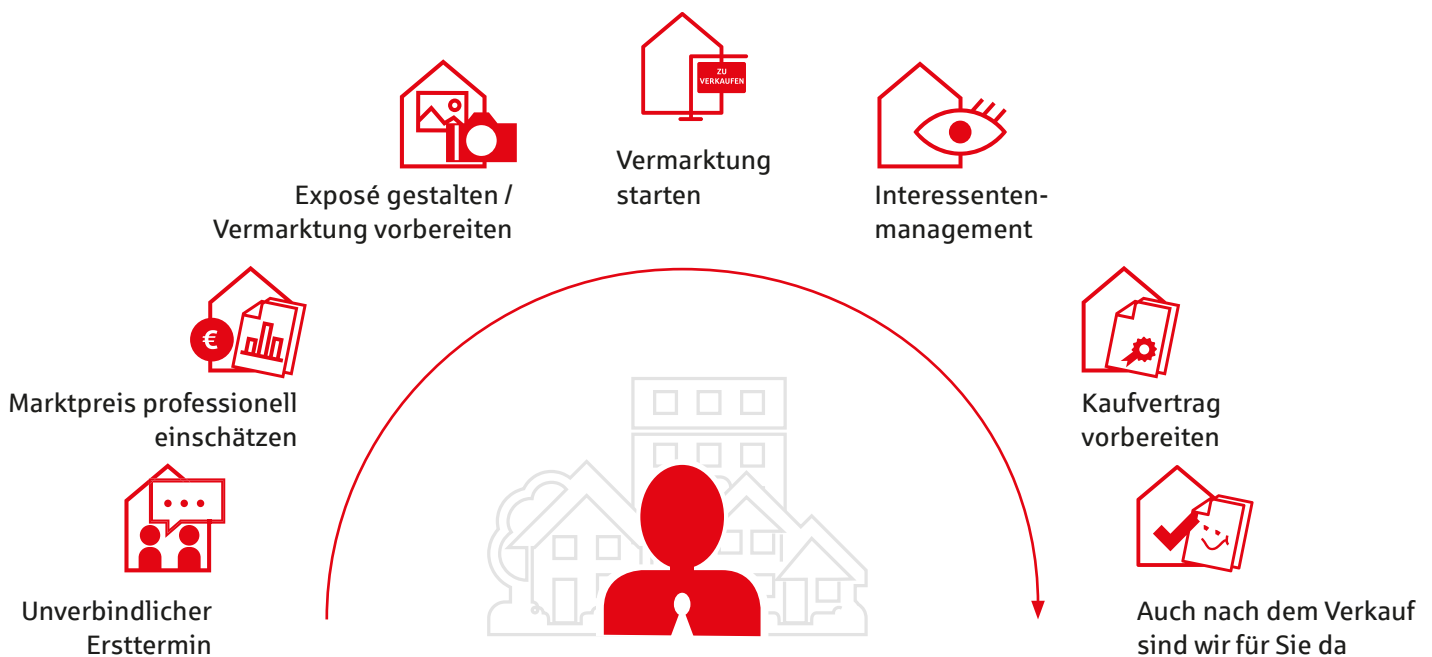 ZU
VERKAUFEN
Vermarktung
starten
Exposé gestalten /
Vermarktung vorbereiten
Interessenten-
management
€
Marktpreis professionell
einschätzen
Kaufvertrag
vorbereiten
Unverbindlicher
Ersttermin
Auch nach dem Verkauf
sind wir für Sie da